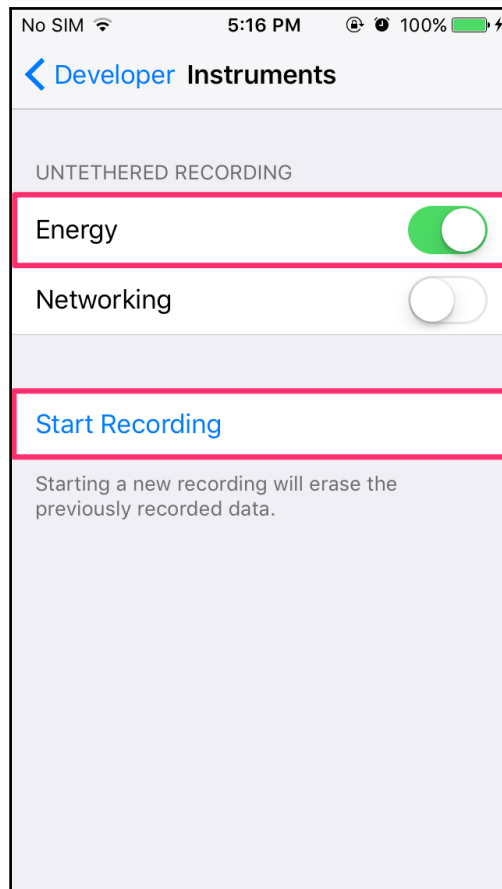 No SIM 5:16 PM 100%
Developer Instruments
UNTETHERED RECORDING
Energy
Networking
Start Recording
Starting a new recording will erase the
previously recorded data.